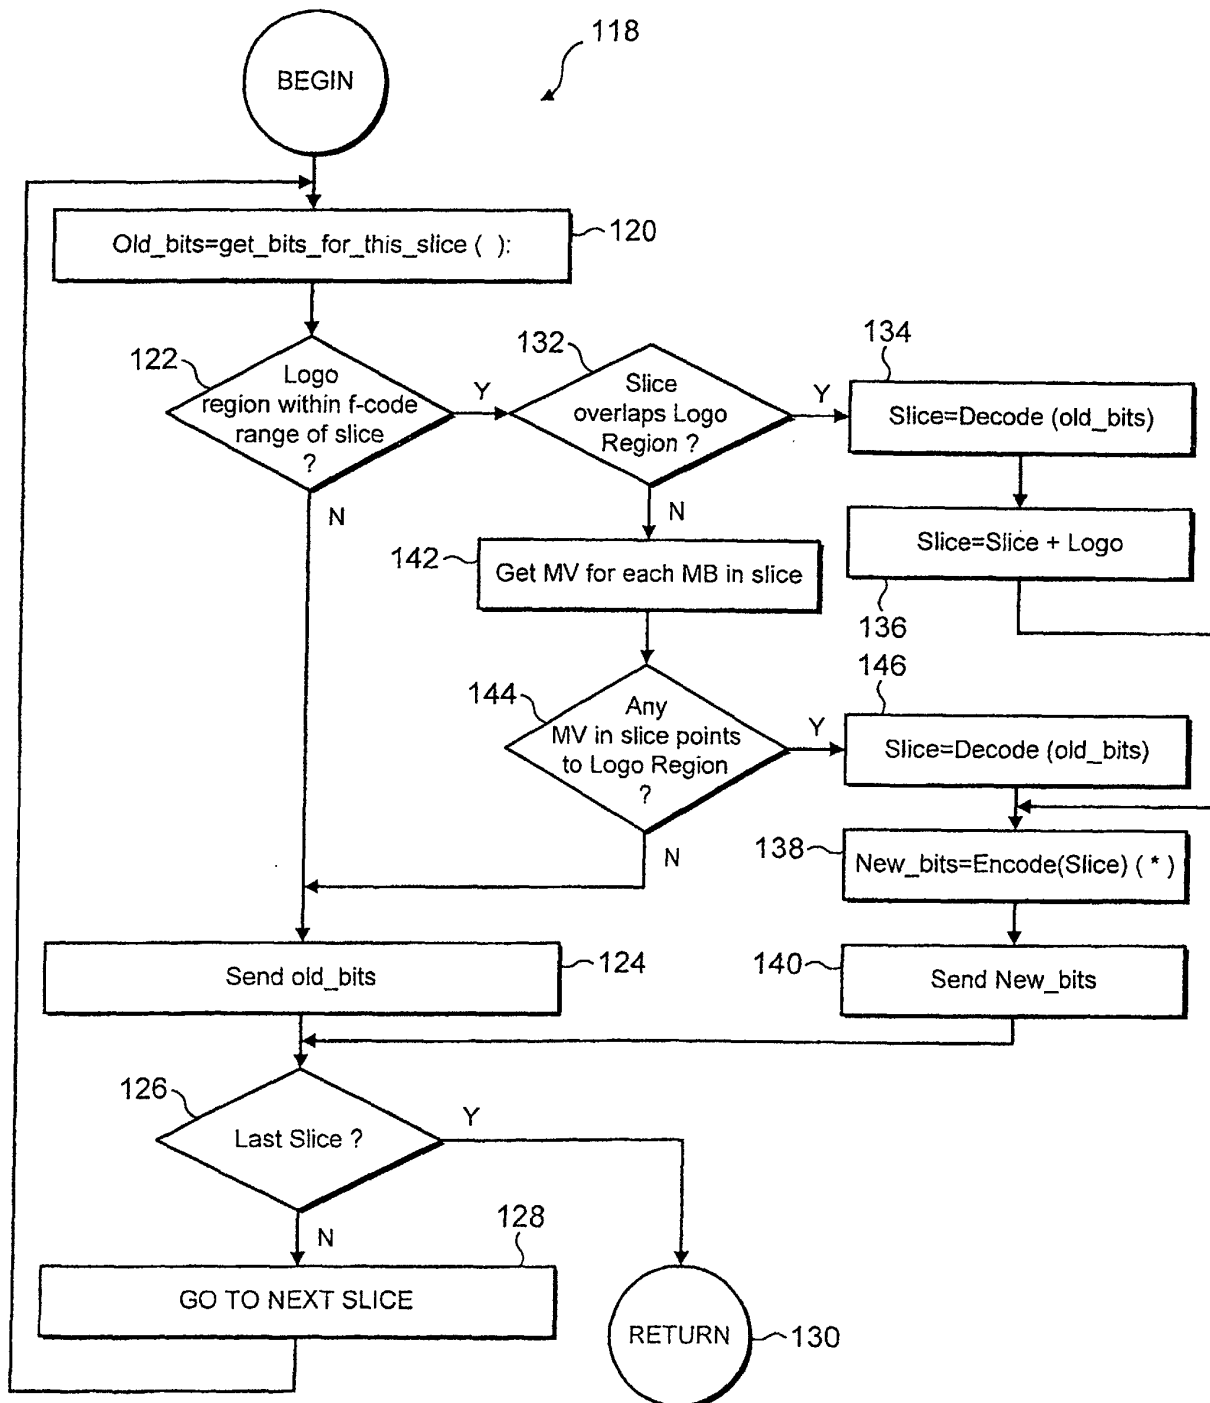 118
BEGIN
Old_bits=get_bits_for_this_slice ( ):
120
122
Logo
region within f-code
range of slice
?
Y
N
132
Slice
overlaps Logo
Region ?
Y
N
134
Slice=Decode (old_bits)
Slice=Slice + Logo
136
142
Get MV for each MB in slice
144
Any
MV in slice points
to Logo Region
?
Y
N
146
Slice=Decode (old_bits)
138
New_bits=Encode(Slice) ( * )
140
Send New_bits
Send old_bits
124
126
Last Slice ?
Y
N
128
GO TO NEXT SLICE
RETURN
130